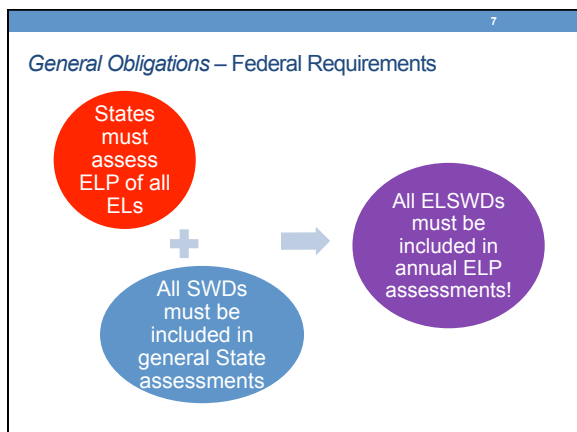 7
General Obligations – Federal Requirements
States
must
assess
ELP of all
ELs
All SWDs
must be
included in
general State
assessments
All ELSWDs
must be
included in
annual ELP
assessments!